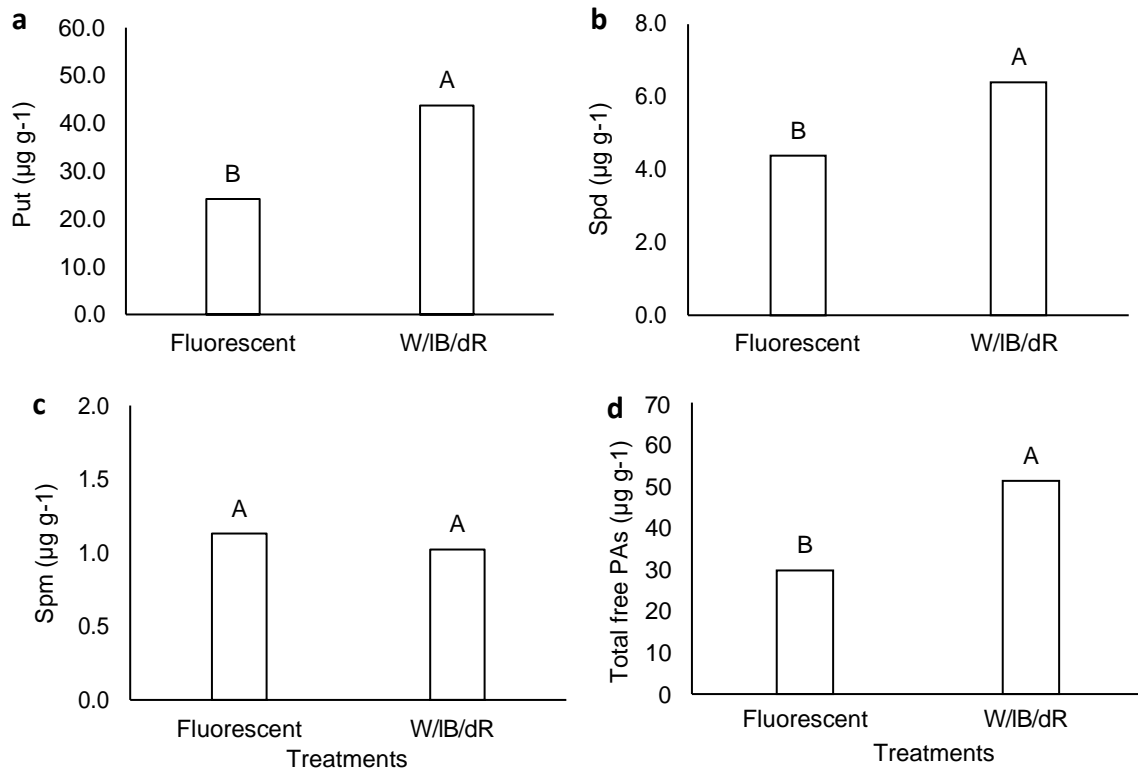 a
60.0
50.0
40.0
30.0
20.0
10.0
0.0
Put (µg g-1)
B
A
Fluorescent W/lB/dR
b
8.0
6.0
4.0
2.0
0.0
Spd (µg g-1)
B
A
Fluorescent W/lB/dR
c
2.0
1.5
1.0
0.5
0.0
Spm (µg g-1)
A
A
Fluorescent W/lB/dR
Treatments
d
70
60
50
40
30
20
10
0
Total free PAs (µg g-1)
B
A
Fluorescent W/lB/dR
Treatments